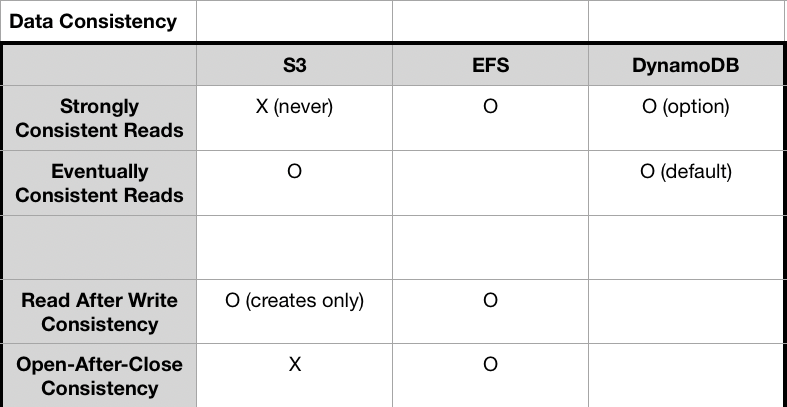 Data Consistency
S3 EFS DynamoDB
Strongly
Consistent Reads X (never) O O (option)
Eventually
Consistent Reads O O (default)
Read After Write
Consistency O (creates only) O
Open-After-Close
Consistency X O